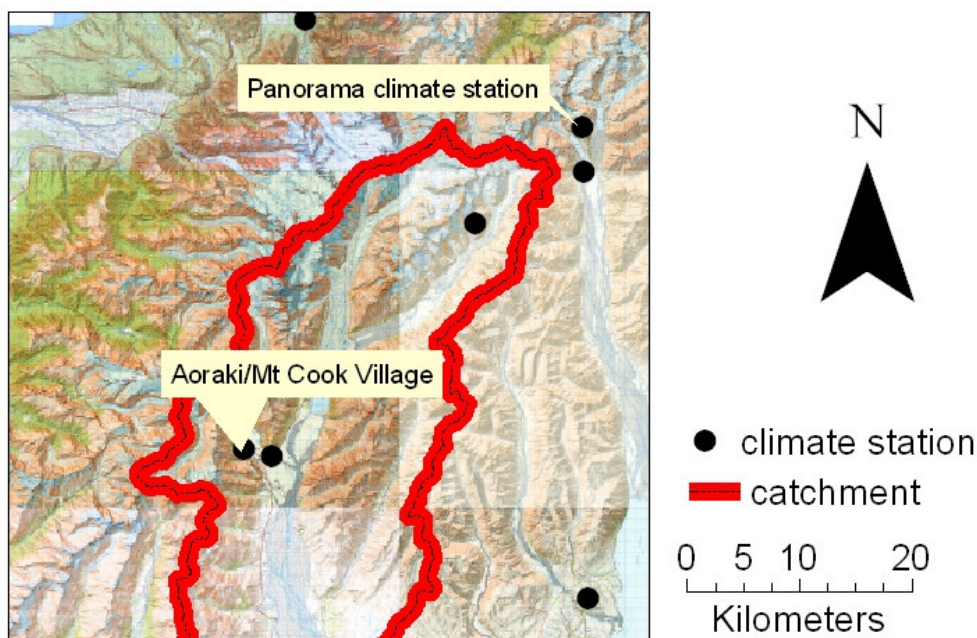 Panorama climate station
N
Aoraki/Mt Cook Village
climate station
catchment
0 5 10 20
Kilometers